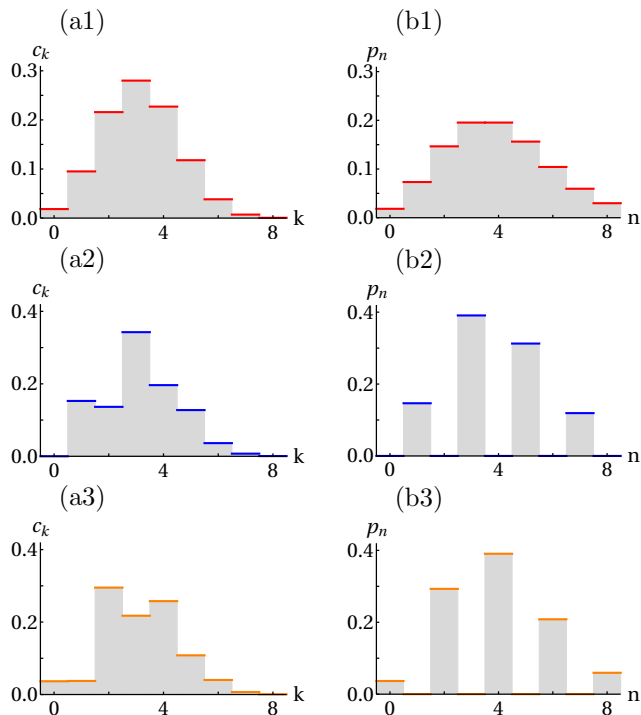 (a1) (b1)
c_k p_n
0.3 0.3
0.2 0.2
0.1 0.1
0.0 0.0
0 4 8 k 0 4 8 n
(a2) (b2)
c_k p_n
0.4 0.4
0.2 0.2
0.0 0.0
0 4 8 k 0 4 8 n
(a3) (b3)
c_k p_n
0.4 0.4
0.2 0.2
0.0 0.0
0 4 8 k 0 4 8 n